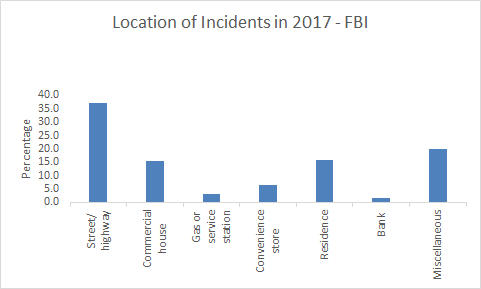 Location of Incidents in 2017 - FBI
Percentage
40.0
35.0
30.0
25.0
20.0
15.0
10.0
5.0
0.0
Street/
highway
Commercial
house
Gas or
service
station
Convenience
store
Residence
Bank
Miscellaneous